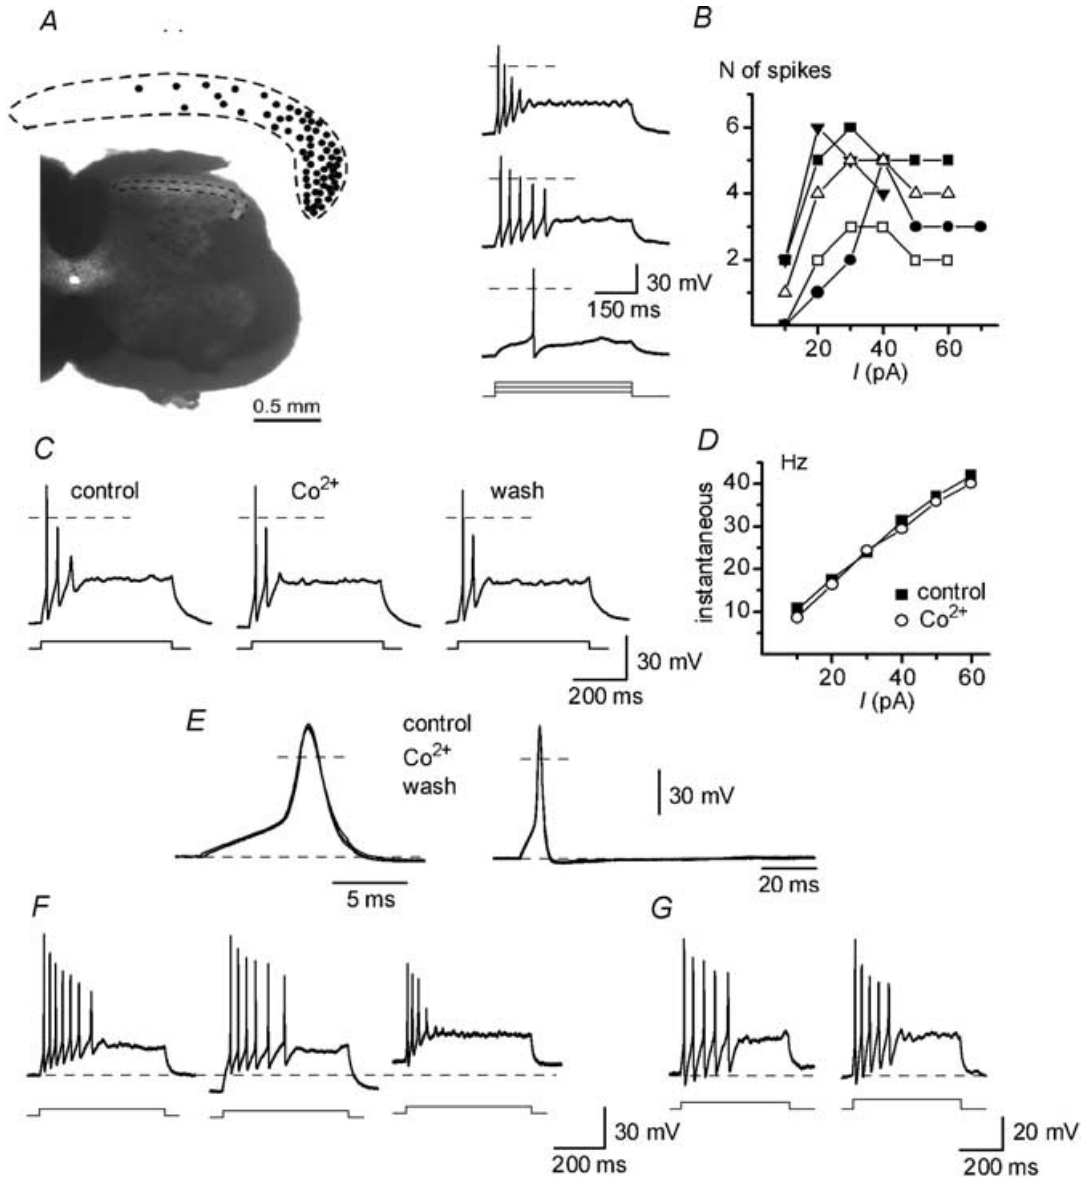 A
B
N of spikes
6
4
2
20
40
60
I (pA)
30 mV
150 ms
0.5 mm
C
control
Co2+
wash
30 mV
200 ms
D
Hz
instantaneous
40
30
20
10
control
Co2+
20
40
60
I (pA)
E
control
Co2+
wash
5 ms
30 mV
20 ms
F
30 mV
200 ms
G
20 mV
200 ms